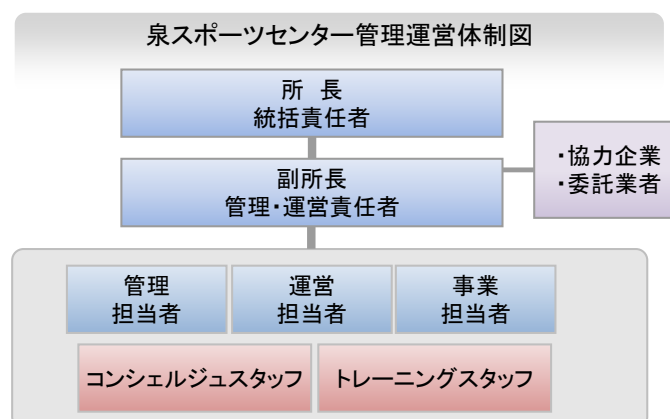 泉スポーツセンター管理運営体制図
所 長
統括責任者
・協力企業
・委託業者
副所長
管理・運営責任者
管理
担当者
運営
担当者
事業
担当者
コンシェルジュスタッフ
トレーニングスタッフ